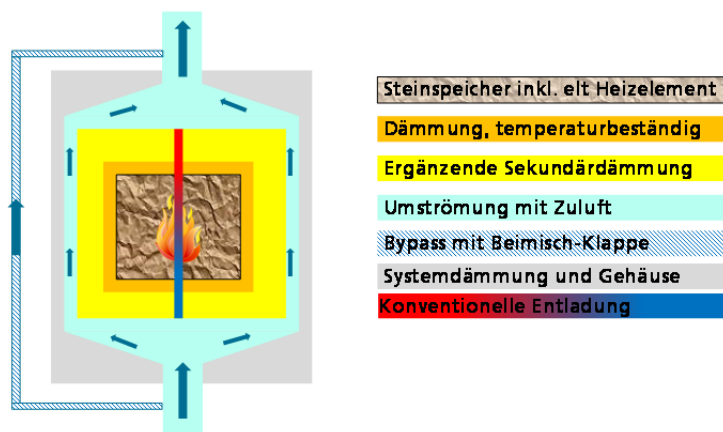 Steinspeicher inkl. elt Heizelement
Dämmung, temperaturbeständig
Ergänzende Sekundärdämmung
Umströmung mit Zuluft
Bypass mit Beimisch-Klappe
Systemdämmung und Gehäuse
Konventionelle Entladung